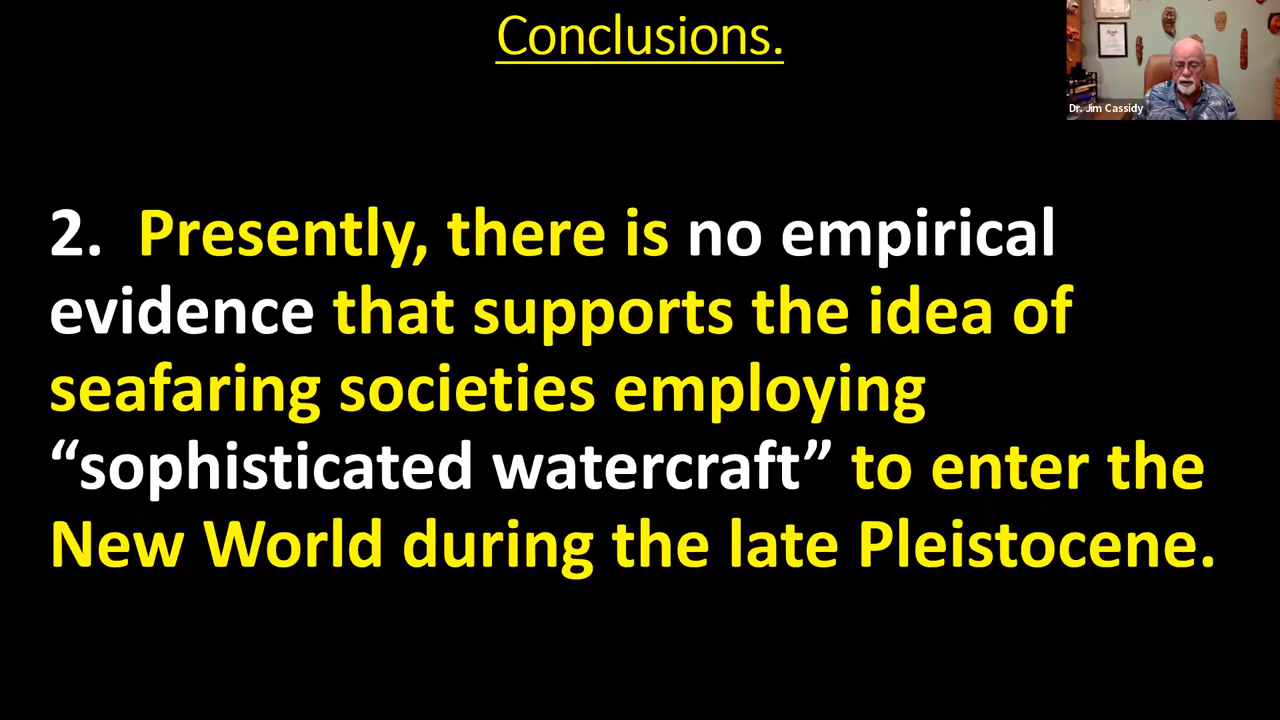 Conclusions.
Dr. Jim Cassidy
2. Presently, there is no empirical
evidence that supports the idea of
seafaring societies employing
“sophisticated watercraft” to enter the
New World during the late Pleistocene.